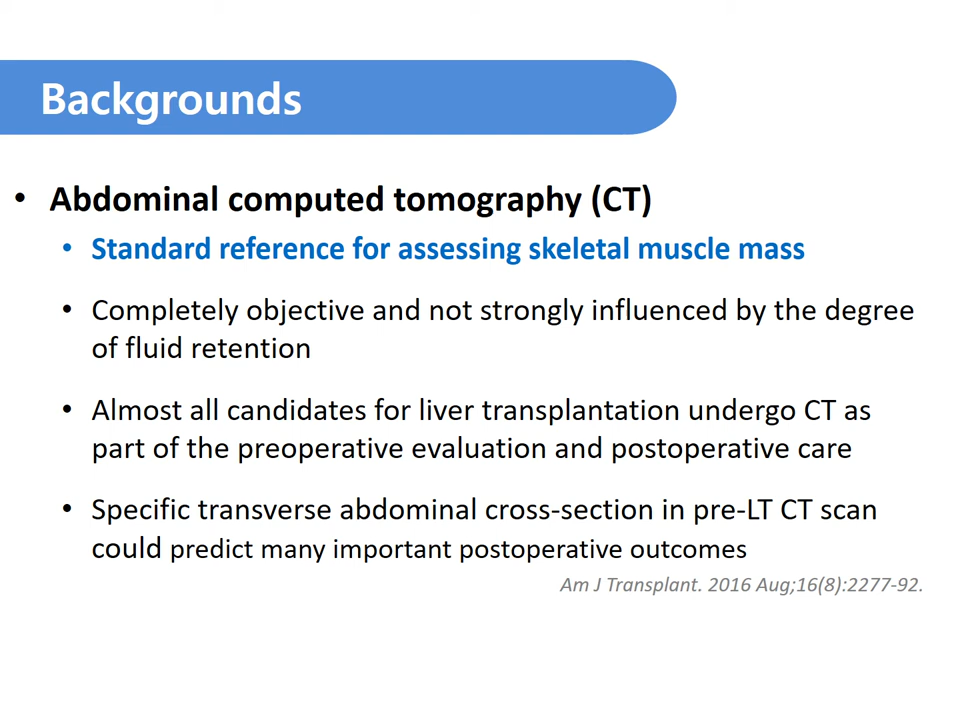 Backgrounds
• Abdominal computed tomography (CT)
• Standard reference for assessing skeletal muscle mass
• Completely objective and not strongly influenced by the degree
of fluid retention
• Almost all candidates for liver transplantation undergo CT as
part of the preoperative evaluation and postoperative care
• Specific transverse abdominal cross-section in pre-LT CT scan
could predict many important postoperative outcomes
Am J Transplant. 2016 Aug;16(8):2277-92.